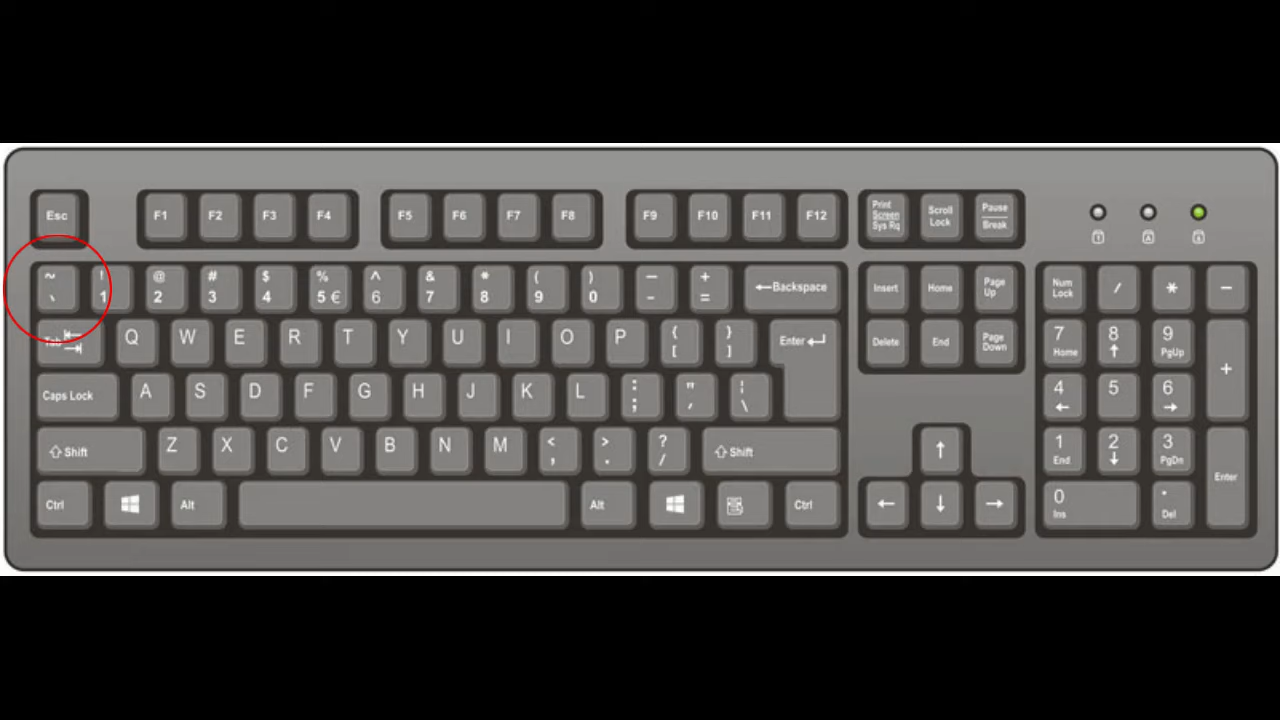 Esc F1 F2 F3 F4 F5 F6 F7 F8 F9 F10 F11 F12 Print Screen Sys Rq Scroll Lock Pause Break
1 A
~ ` ! 1 @ 2 # 3 $ 4 % 5 € ^ 6 & 7 * 8 ( 9 ) 0 — - + = ←Backspace Insert Home Page Up Num Lock / * −
Tab Q W E R T Y U I O P { [ } ] Enter Delete End Page Down 7 Home 8 ↑ 9 PgUp +
Caps Lock A S D F G H J K L : ; " ' ¦ \ 4 ← 5 6 →
Shift Z X C V B N M < , > . ? / Shift ↑ 1 End 2 ↓ 3 PgDn Enter
Ctrl Alt Alt Ctrl ← ↓ → 0 Ins . Del